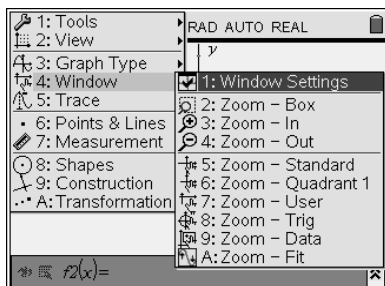 1: Tools
2: View
3: Graph Type
4: Window
5: Trace
6: Points & Lines
7: Measurement
8: Shapes
9: Construction
A: Transformation
RAD AUTO REAL
y
1: Window Settings
2: Zoom – Box
3: Zoom – In
4: Zoom – Out
5: Zoom – Standard
6: Zoom – Quadrant 1
7: Zoom – User
8: Zoom – Trig
9: Zoom – Data
A: Zoom – Fit
f2(x)=